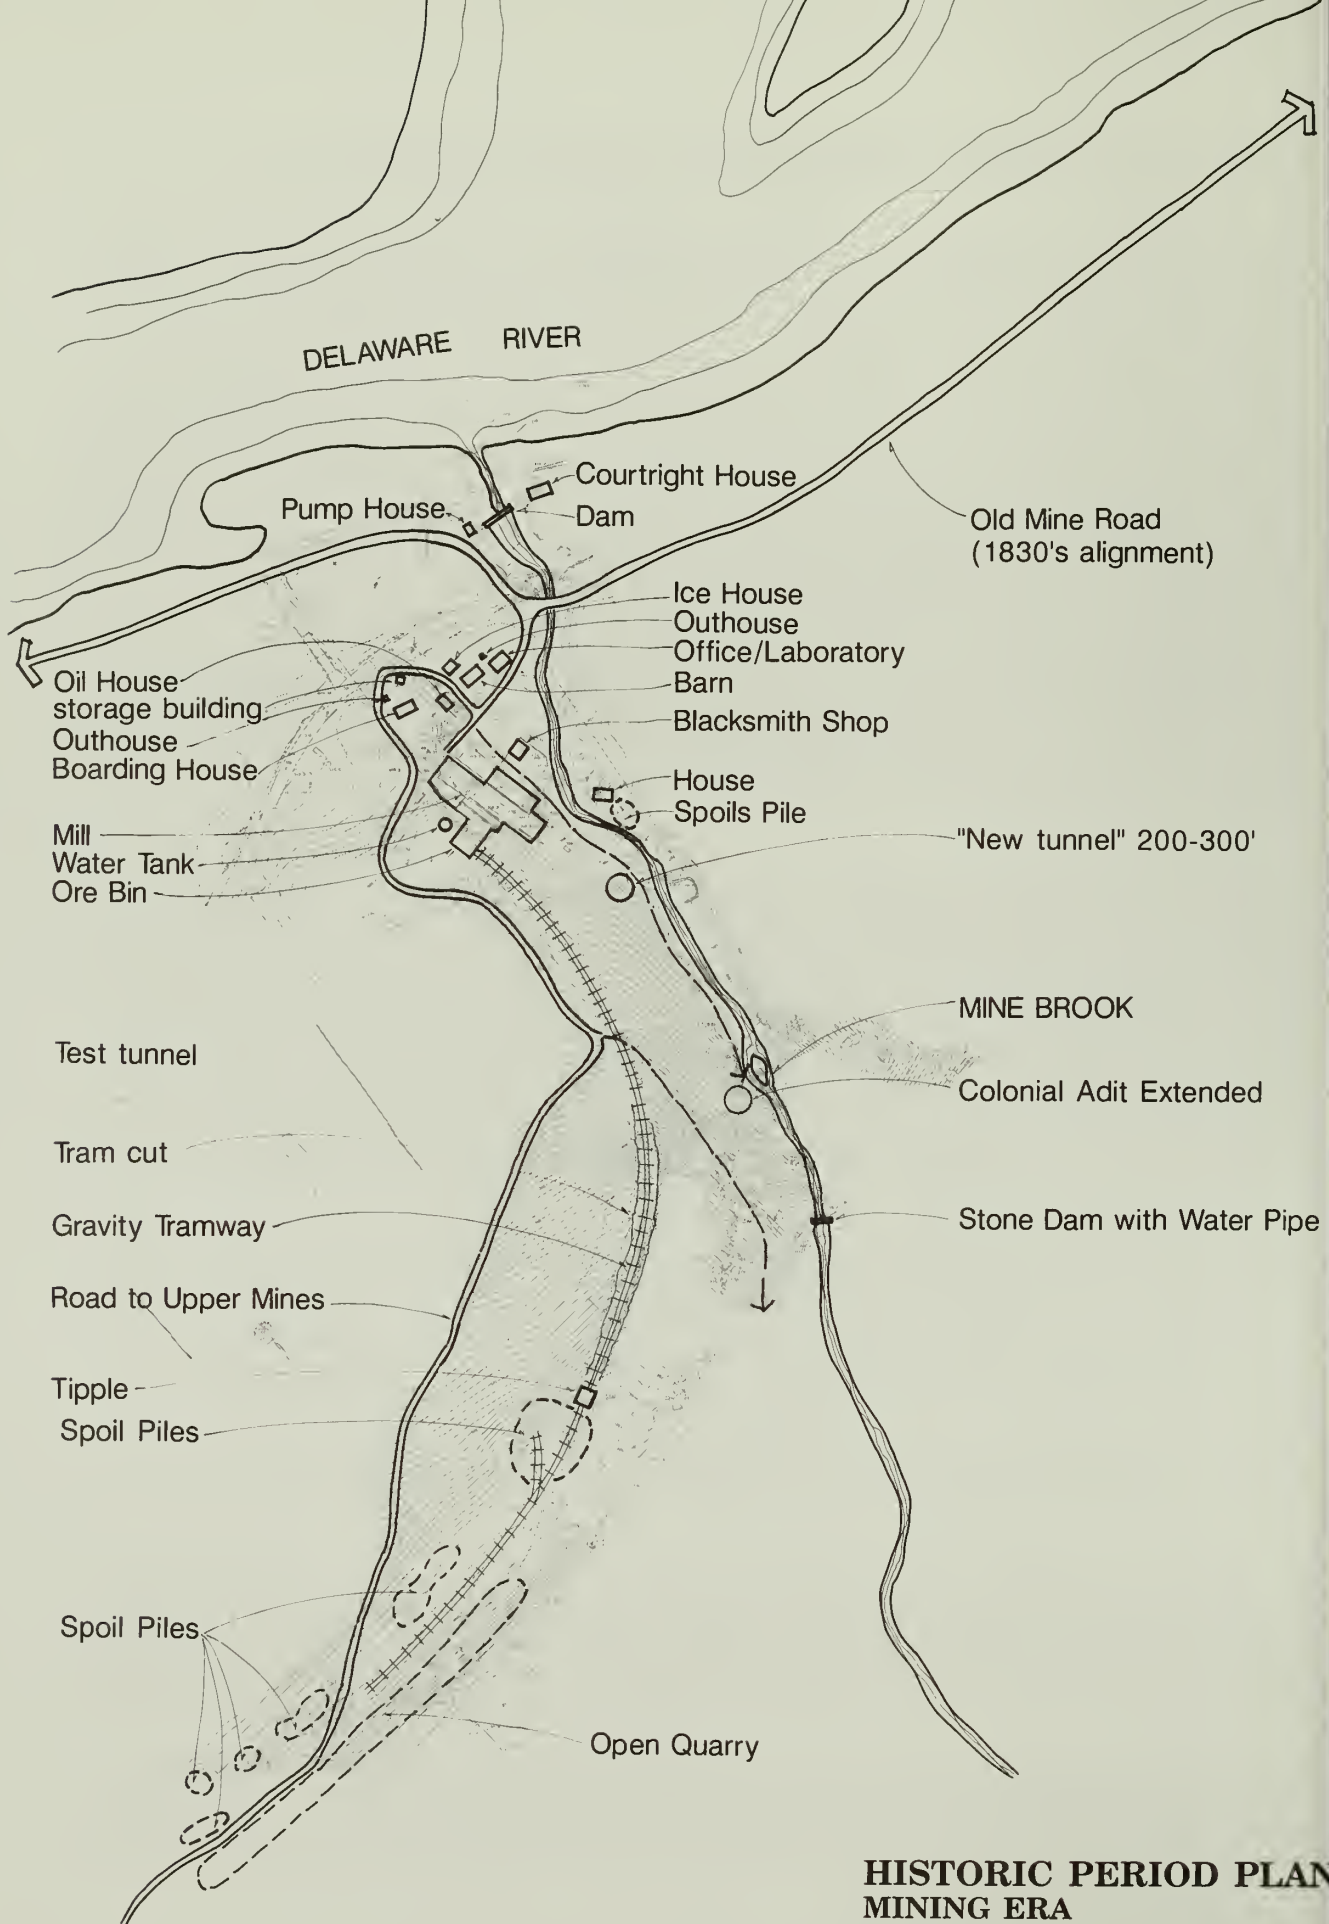 DELAWARE RIVER
Courtright House
Pump House
Dam
Old Mine Road
(1830's alignment)
Ice House
Outhouse
Office/Laboratory
Barn
Oil House
storage building
Outhouse
Boarding House
Blacksmith Shop
House
Spoils Pile
Mill
Water Tank
Ore Bin
"New tunnel" 200-300'
MINE BROOK
Test tunnel
Colonial Adit Extended
Tram cut
Gravity Tramway
Stone Dam with Water Pipe
Road to Upper Mines
Tipple
Spoil Piles
Spoil Piles
Open Quarry
HISTORIC PERIOD PLAN
MINING ERA